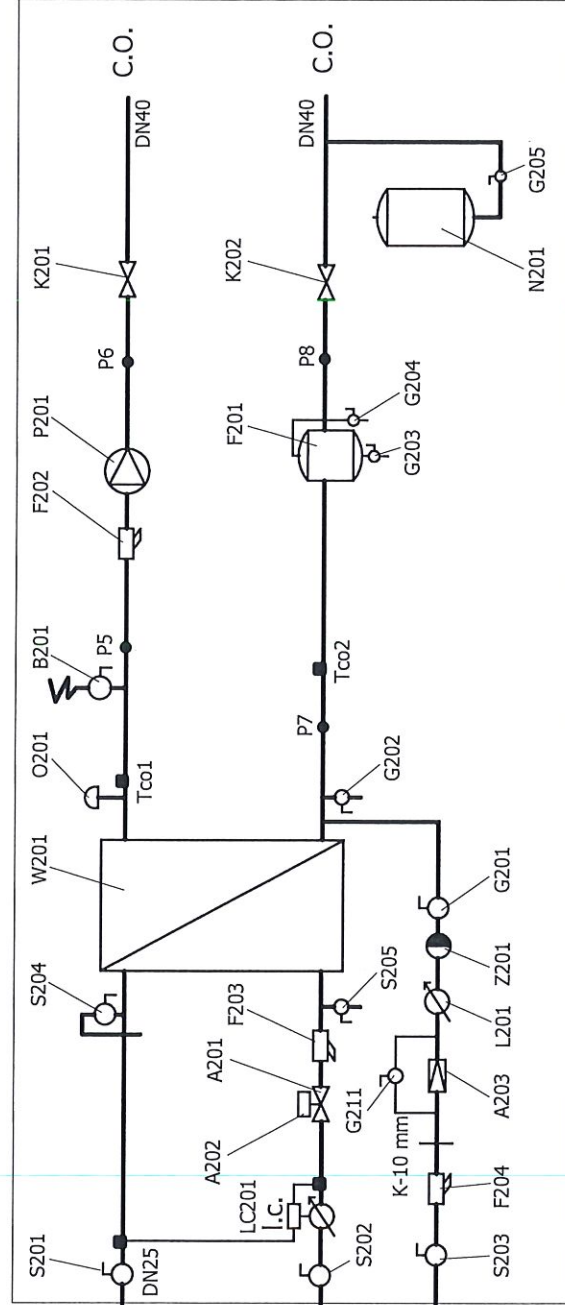 S201
DN25
S204
W201
O201
Tco1
B201
P5
F202
P201
P6
K201
DN40
C.O.
S202
LC201
l.c.
A202
A201
F203
S205
G202
P7
Tco2
F201
G203
G204
P8
K202
DN40
C.O.
N201
G205
S203
F204
K-10 mm
G211
A203
L201
Z201
G201